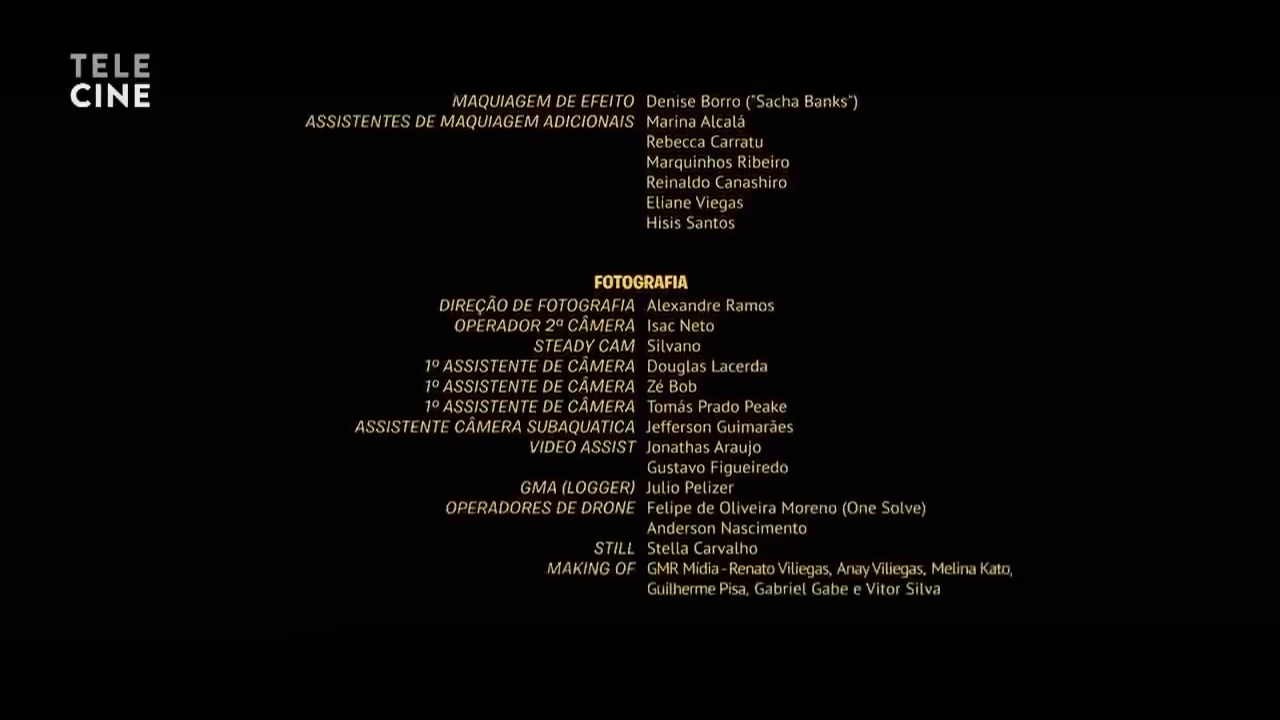 TELE
CINE
MAQUIAGEM DE EFEITO Denise Borro ("Sacha Banks")
ASSISTENTES DE MAQUIAGEM ADICIONAIS Marina Alcalá
Rebecca Carratu
Marquinhos Ribeiro
Reinaldo Canashiro
Eliane Viegas
Hisis Santos
FOTOGRAFIA
DIREÇÃO DE FOTOGRAFIA Alexandre Ramos
OPERADOR 2ª CÂMERA Isac Neto
STEADY CAM Silvano
1º ASSISTENTE DE CÂMERA Douglas Lacerda
1º ASSISTENTE DE CÂMERA Zé Bob
1º ASSISTENTE DE CÂMERA Tomás Prado Peake
ASSISTENTE CÂMERA SUBAQUATICA Jefferson Guimarães
VIDEO ASSIST Jonathas Araujo
Gustavo Figueiredo
GMA (LOGGER) Julio Pelizer
OPERADORES DE DRONE Felipe de Oliveira Moreno (One Solve)
Anderson Nascimento
STILL Stella Carvalho
MAKING OF GMR Mídia - Renato Viliegas, Anay Viliegas, Melina Kato,
Guilherme Pisa, Gabriel Gabe e Vitor Silva